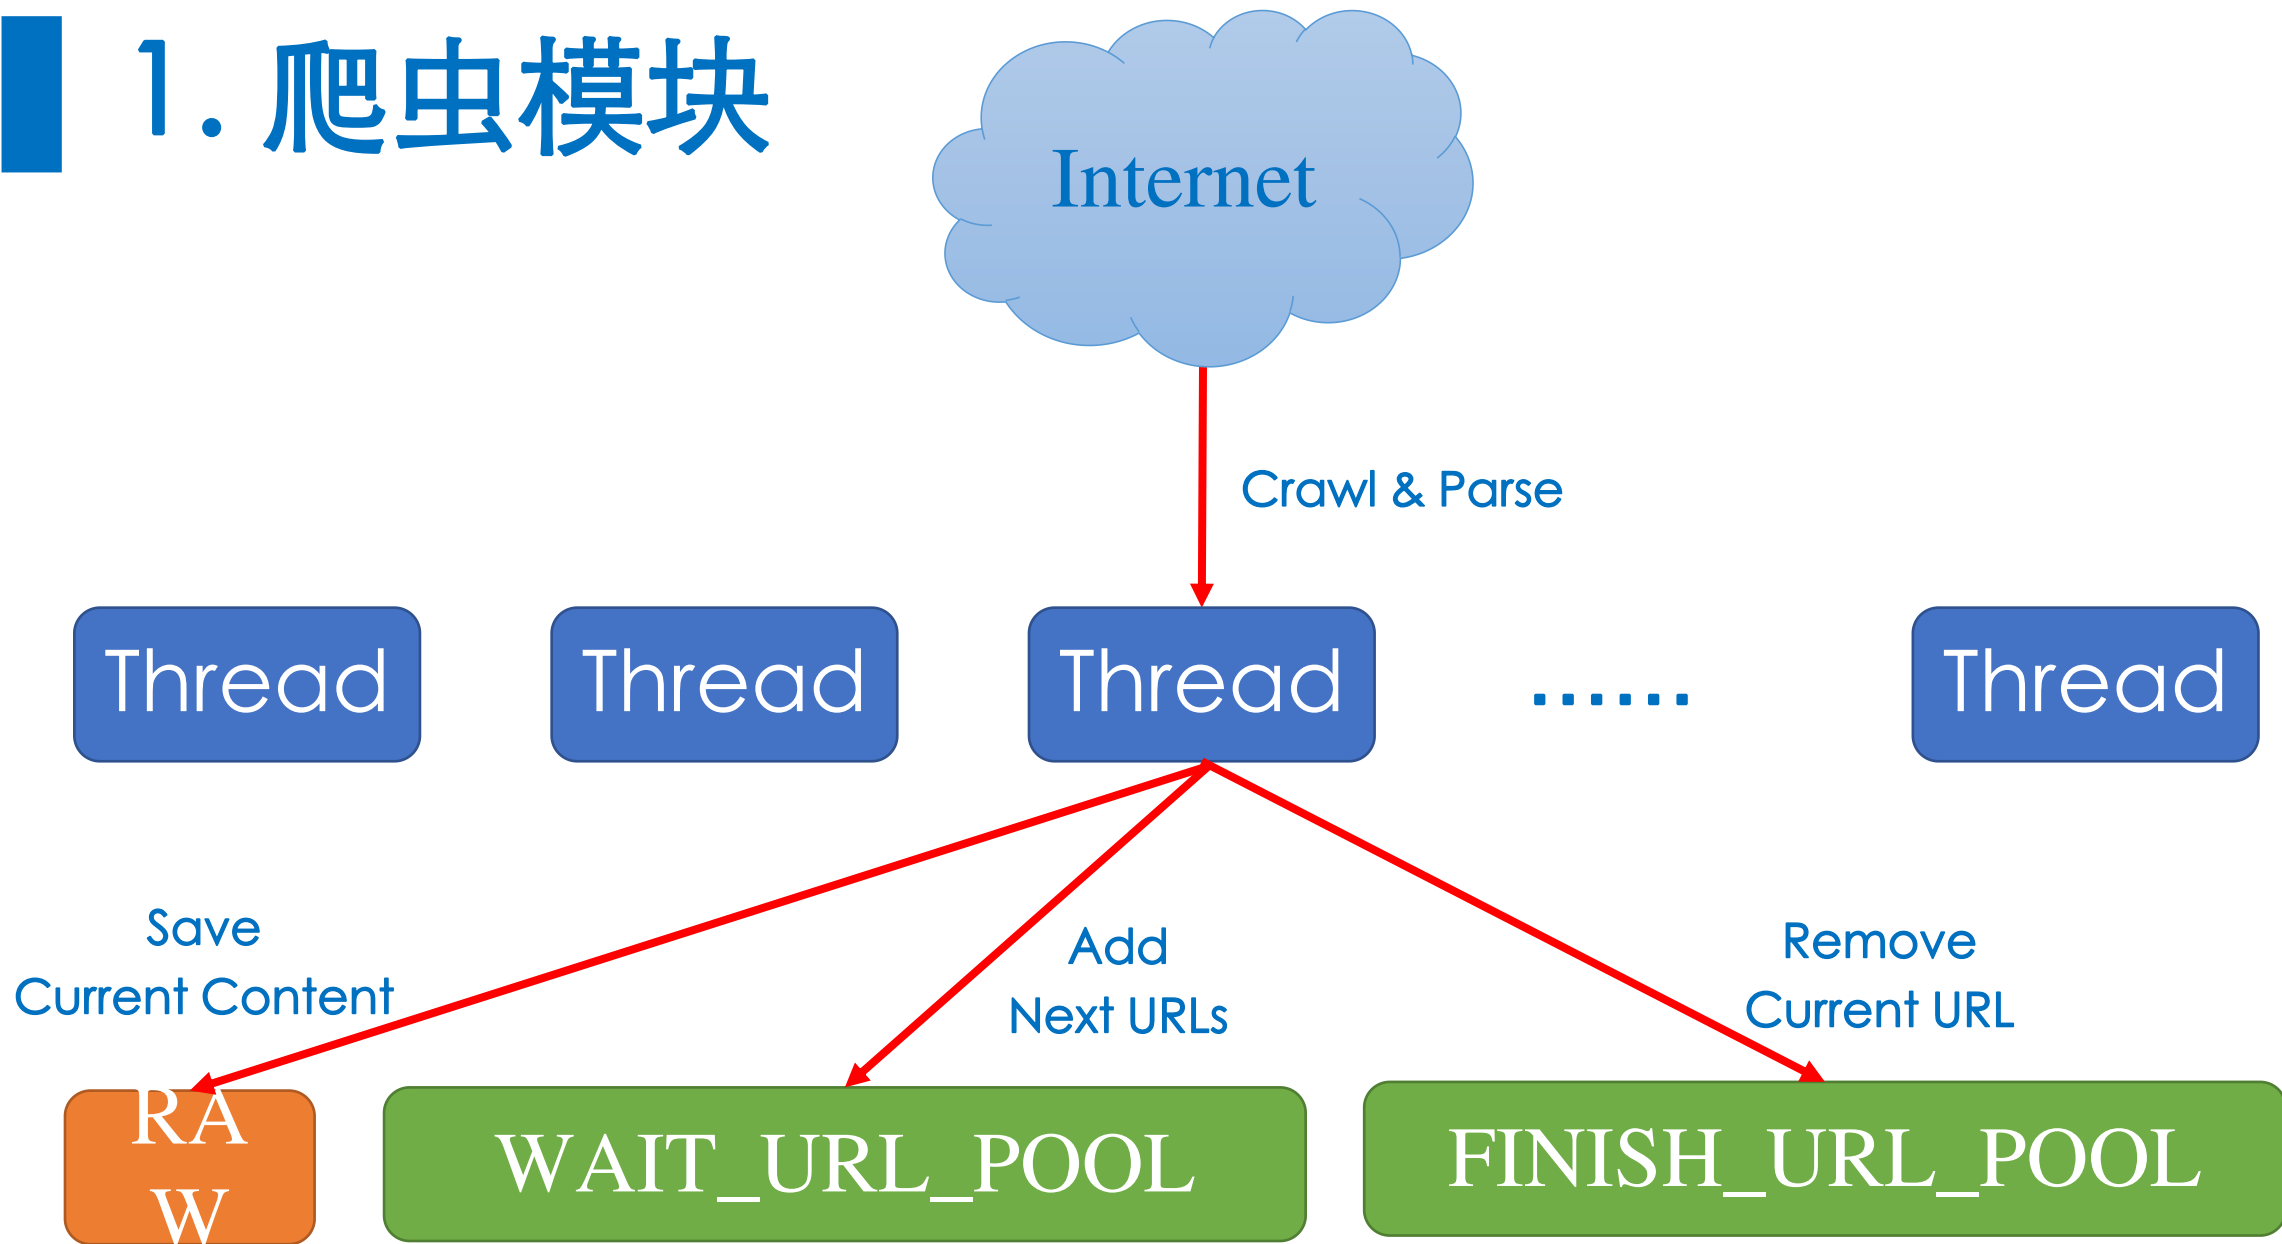 1. 爬虫模块
Internet
Crawl & Parse
Thread
Thread
Thread
......
Thread
Save
Current Content
Add
Next URLs
Remove
Current URL
RA
W
WAIT_URL_POOL
FINISH_URL_POOL